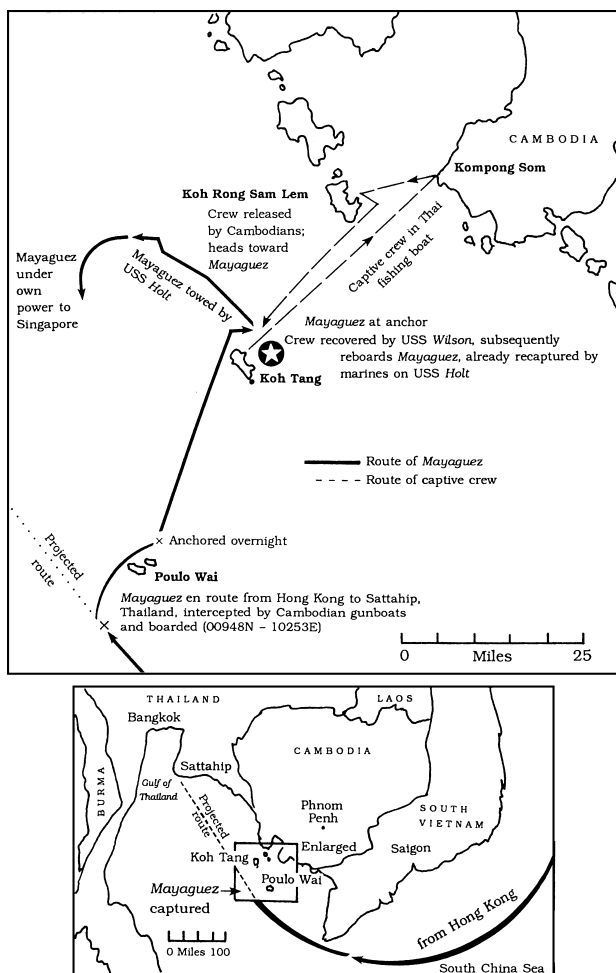 CAMBODIA
Kompong Som
Koh Rong Sam Lem
Crew released
by Cambodians;
heads toward
Mayaguez
Captive crew in Thai
fishing boat
Mayaguez
under
own
power to
Singapore
Mayaguez towed by
USS Holt
Mayaguez at anchor
Crew recovered by USS Wilson, subsequently
reboards Mayaguez, already recaptured by
marines on USS Holt
Koh Tang
Route of Mayaguez
Route of captive crew
Projected
route
Anchored overnight
Poulo Wai
Mayaguez en route from Hong Kong to Sattahip,
Thailand, intercepted by Cambodian gunboats
and boarded (00948N – 10253E)
0 Miles 25
THAILAND
LAOS
Bangkok
CAMBODIA
Sattahip
BURMA
Gulf of
Thailand
Projected
route
Phnom
Penh
SOUTH
VIETNAM
Enlarged
Saigon
Koh Tang
Poulo Wai
Mayaguez
captured
from Hong Kong
0 Miles 100
South China Sea